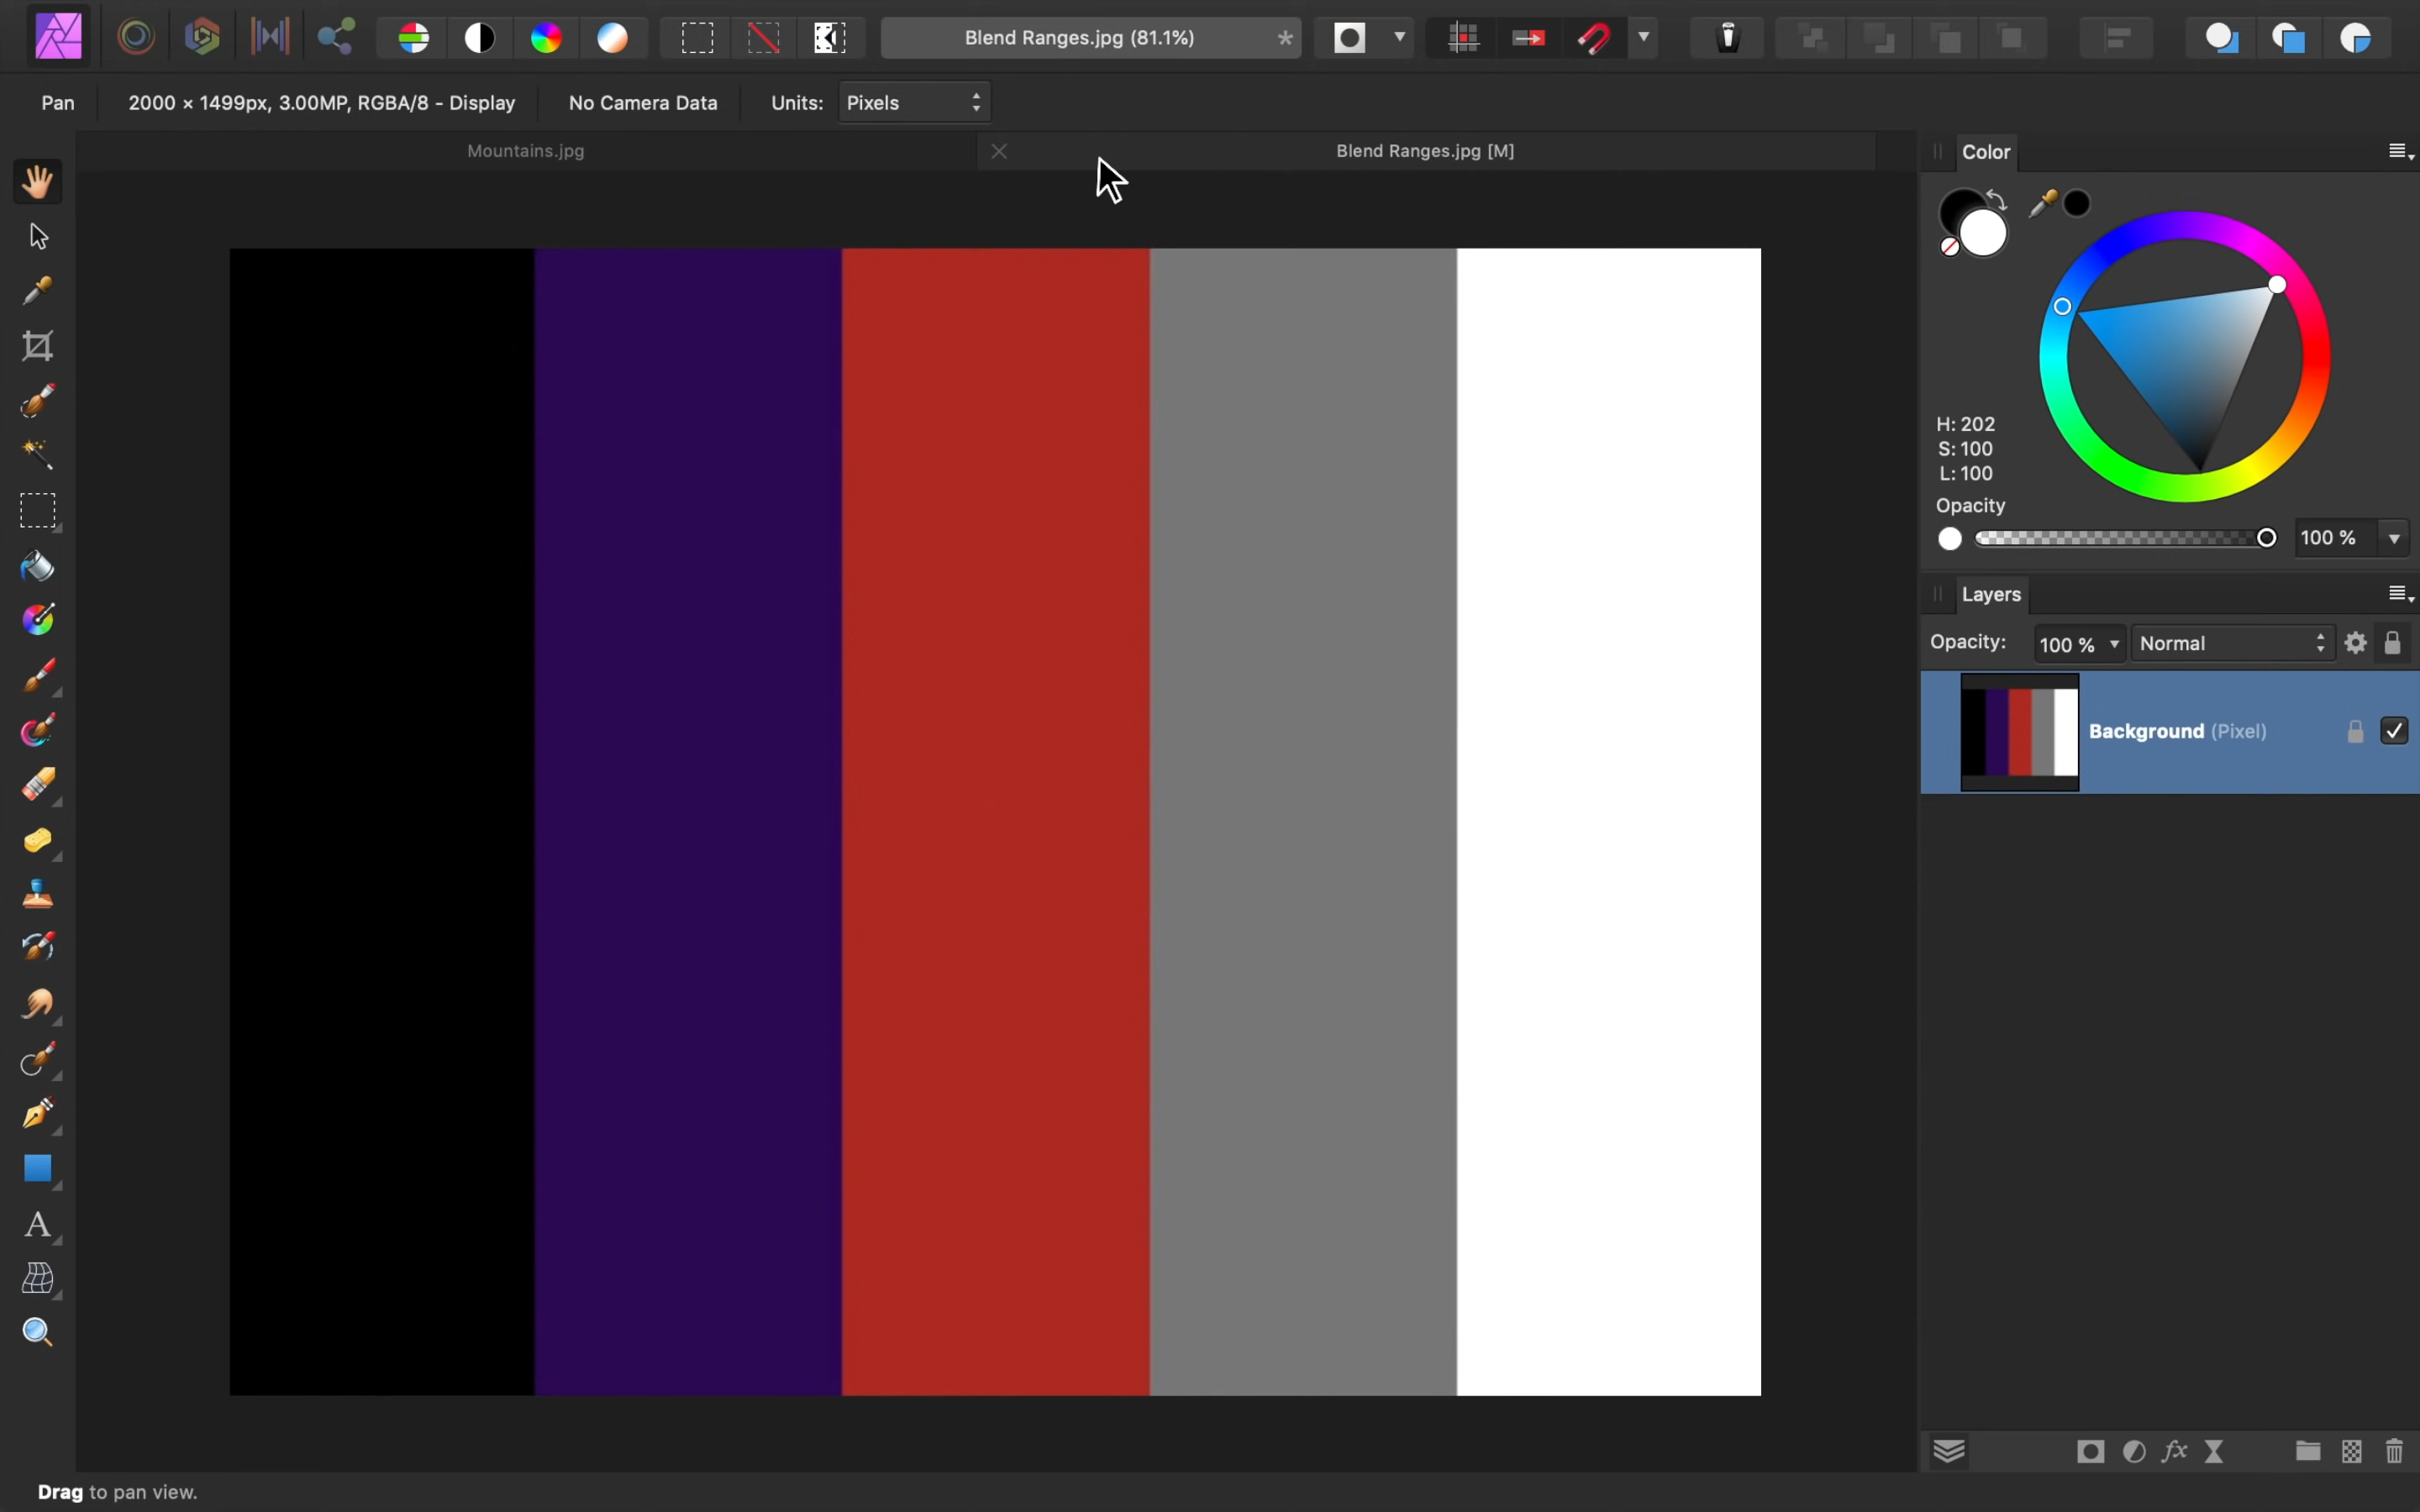 Blend Ranges.jpg (81.1%)
*
Pan
2000 × 1499px, 3.00MP, RGBA/8 - Display
No Camera Data
Units:
Pixels
Mountains.jpg
Blend Ranges.jpg [M]
Color
H: 202
S: 100
L: 100
Opacity
100 %
Layers
Opacity:
100 %
Normal
Background (Pixel)
A
fx
Drag to pan view.